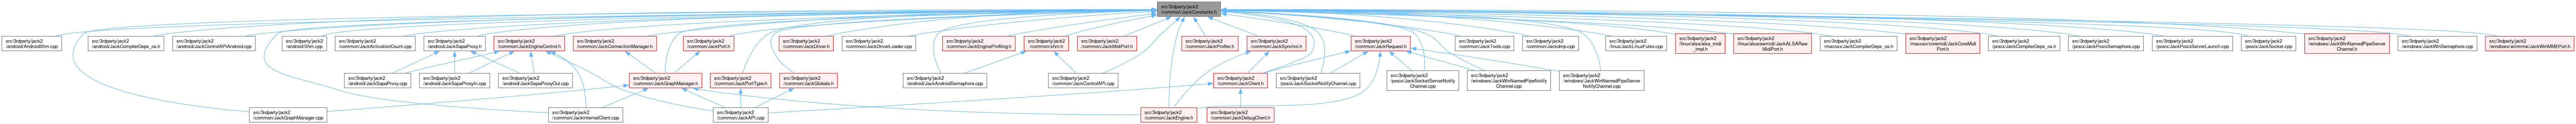 src/3rdparty/jack2
/common/JackConstants.h
src/3rdparty/jack2
/android/AndroidShm.cpp
src/3rdparty/jack2
/android/JackCompilerDeps_os.h
src/3rdparty/jack2
/android/JackControlAPIAndroid.cpp
src/3rdparty/jack2
/android/Shm.cpp
src/3rdparty/jack2
/common/JackActivationCount.cpp
src/3rdparty/jack2
/android/JackSapaProxy.h
src/3rdparty/jack2
/common/JackEngineControl.h
src/3rdparty/jack2
/common/JackConnectionManager.h
src/3rdparty/jack2
/common/JackPort.h
src/3rdparty/jack2
/common/JackDriver.h
src/3rdparty/jack2
/common/JackDriverLoader.cpp
src/3rdparty/jack2
/common/JackEngineProfiling.h
src/3rdparty/jack2
/common/shm.h
src/3rdparty/jack2
/common/JackMidiPort.h
src/3rdparty/jack2
/common/JackProfiler.h
src/3rdparty/jack2
/common/JackSynchro.h
src/3rdparty/jack2
/common/JackRequest.h
src/3rdparty/jack2
/common/JackTools.cpp
src/3rdparty/jack2
/common/Jackdmp.cpp
src/3rdparty/jack2
/linux/JackLinuxFutex.cpp
src/3rdparty/jack2
/linux/alsa/alsa_midi
_impl.h
src/3rdparty/jack2
/linux/alsarawmidi/JackALSARaw
MidiPort.h
src/3rdparty/jack2
/macosx/JackCompilerDeps_os.h
src/3rdparty/jack2
/macosx/coremidi/JackCoreMidi
Port.h
src/3rdparty/jack2
/posix/JackCompilerDeps_os.h
src/3rdparty/jack2
/posix/JackPosixSemaphore.cpp
src/3rdparty/jack2
/posix/JackPosixServerLaunch.cpp
src/3rdparty/jack2
/posix/JackSocket.cpp
src/3rdparty/jack2
/windows/JackWinNamedPipeServer
Channel.h
src/3rdparty/jack2
/windows/JackWinSemaphore.cpp
src/3rdparty/jack2
/windows/winmme/JackWinMMEPort.h
src/3rdparty/jack2
/android/JackSapaProxy.cpp
src/3rdparty/jack2
/android/JackSapaProxyIn.cpp
src/3rdparty/jack2
/android/JackSapaProxyOut.cpp
src/3rdparty/jack2
/common/JackGraphManager.h
src/3rdparty/jack2
/common/JackPortType.h
src/3rdparty/jack2
/common/JackGlobals.h
src/3rdparty/jack2
/android/JackAndroidSemaphore.cpp
src/3rdparty/jack2
/common/JackControlAPI.cpp
src/3rdparty/jack2
/common/JackClient.h
src/3rdparty/jack2
/posix/JackSocketNotifyChannel.cpp
src/3rdparty/jack2
/posix/JackSocketServerNotify
Channel.cpp
src/3rdparty/jack2
/windows/JackWinNamedPipeNotify
Channel.cpp
src/3rdparty/jack2
/windows/JackWinNamedPipeServer
NotifyChannel.cpp
src/3rdparty/jack2
/common/JackGraphManager.cpp
src/3rdparty/jack2
/common/JackInternalClient.cpp
src/3rdparty/jack2
/common/JackAPI.cpp
src/3rdparty/jack2
/common/JackEngine.h
src/3rdparty/jack2
/common/JackDebugClient.h